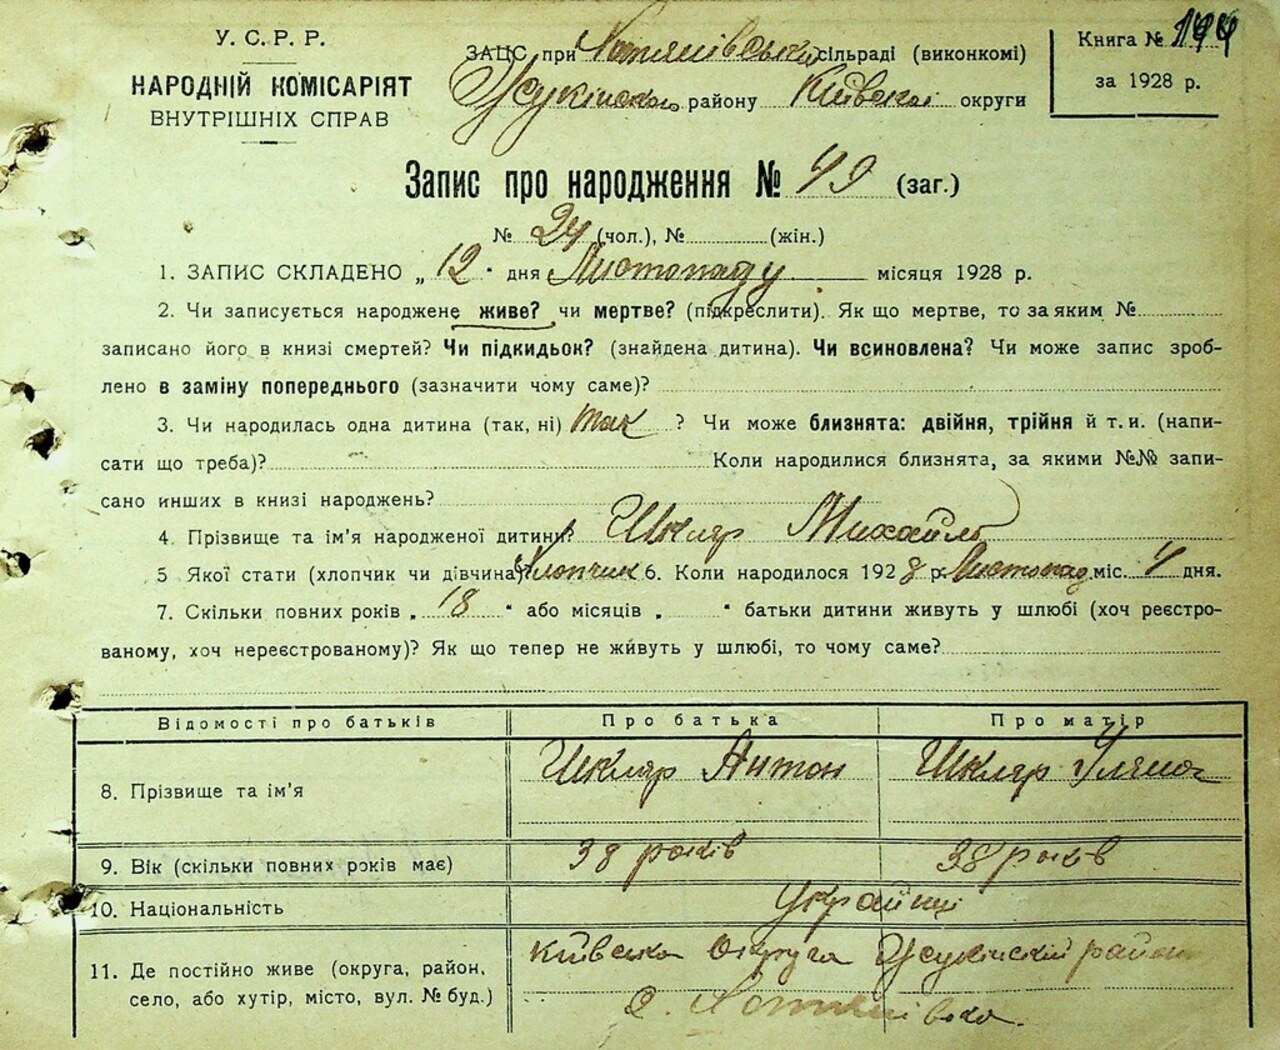 У. С. Р. Р.
НАРОДНІЙ КОМІСАРІЯТ
ВНУТРІШНІХ СПРАВ
ЗАЦС при Хотянівській сільраді (виконкомі)
району Київської округи
Книга №
за 1928 р.
Запис про народження № 49 (заг.)
№ 24 (чол.), № (жін.)
1. ЗАПИС СКЛАДЕНО „12" дня Листопаду місяця 1928 р.
2. Чи записується народжене живе? чи мертве? (підкреслити). Як що мертве, то за яким №
записано його в книзі смертей? Чи підкидьок? (знайдена дитина). Чи всиновлена? Чи може запис зроб-
лено в заміну попереднього (зазначити чому саме)?
3. Чи народилась одна дитина (так, ні) так ? Чи може близнята: двійня, трійня й т. и. (напи-
сати що треба)? Коли народилися близнята, за якими №№ запи-
сано инших в книзі народжень?
4. Прізвище та ім'я народженої дитини? Шкляр Михайль
5 Якої стати (хлопчик чи дівчина)? Хлопчик 6. Коли народилося 1928 р. Листопад міс. 4 дня.
7. Скільки повних років „18" або місяців „ " батьки дитини живуть у шлюбі (хоч реєстро-
ваному, хоч нереєстрованому)? Як що тепер не живуть у шлюбі, то чому саме?
Відомості про батьків Про батька Про матір
8. Прізвище та ім'я Шкляр Антон Шкляр Уляна
9. Вік (скільки повних років має) 38 років 38 років
10. Національність Українці
11. Де постійно живе (округа, район, село, або хутір, місто, вул. № буд.) Київська Округа район
с. Хотянівка.